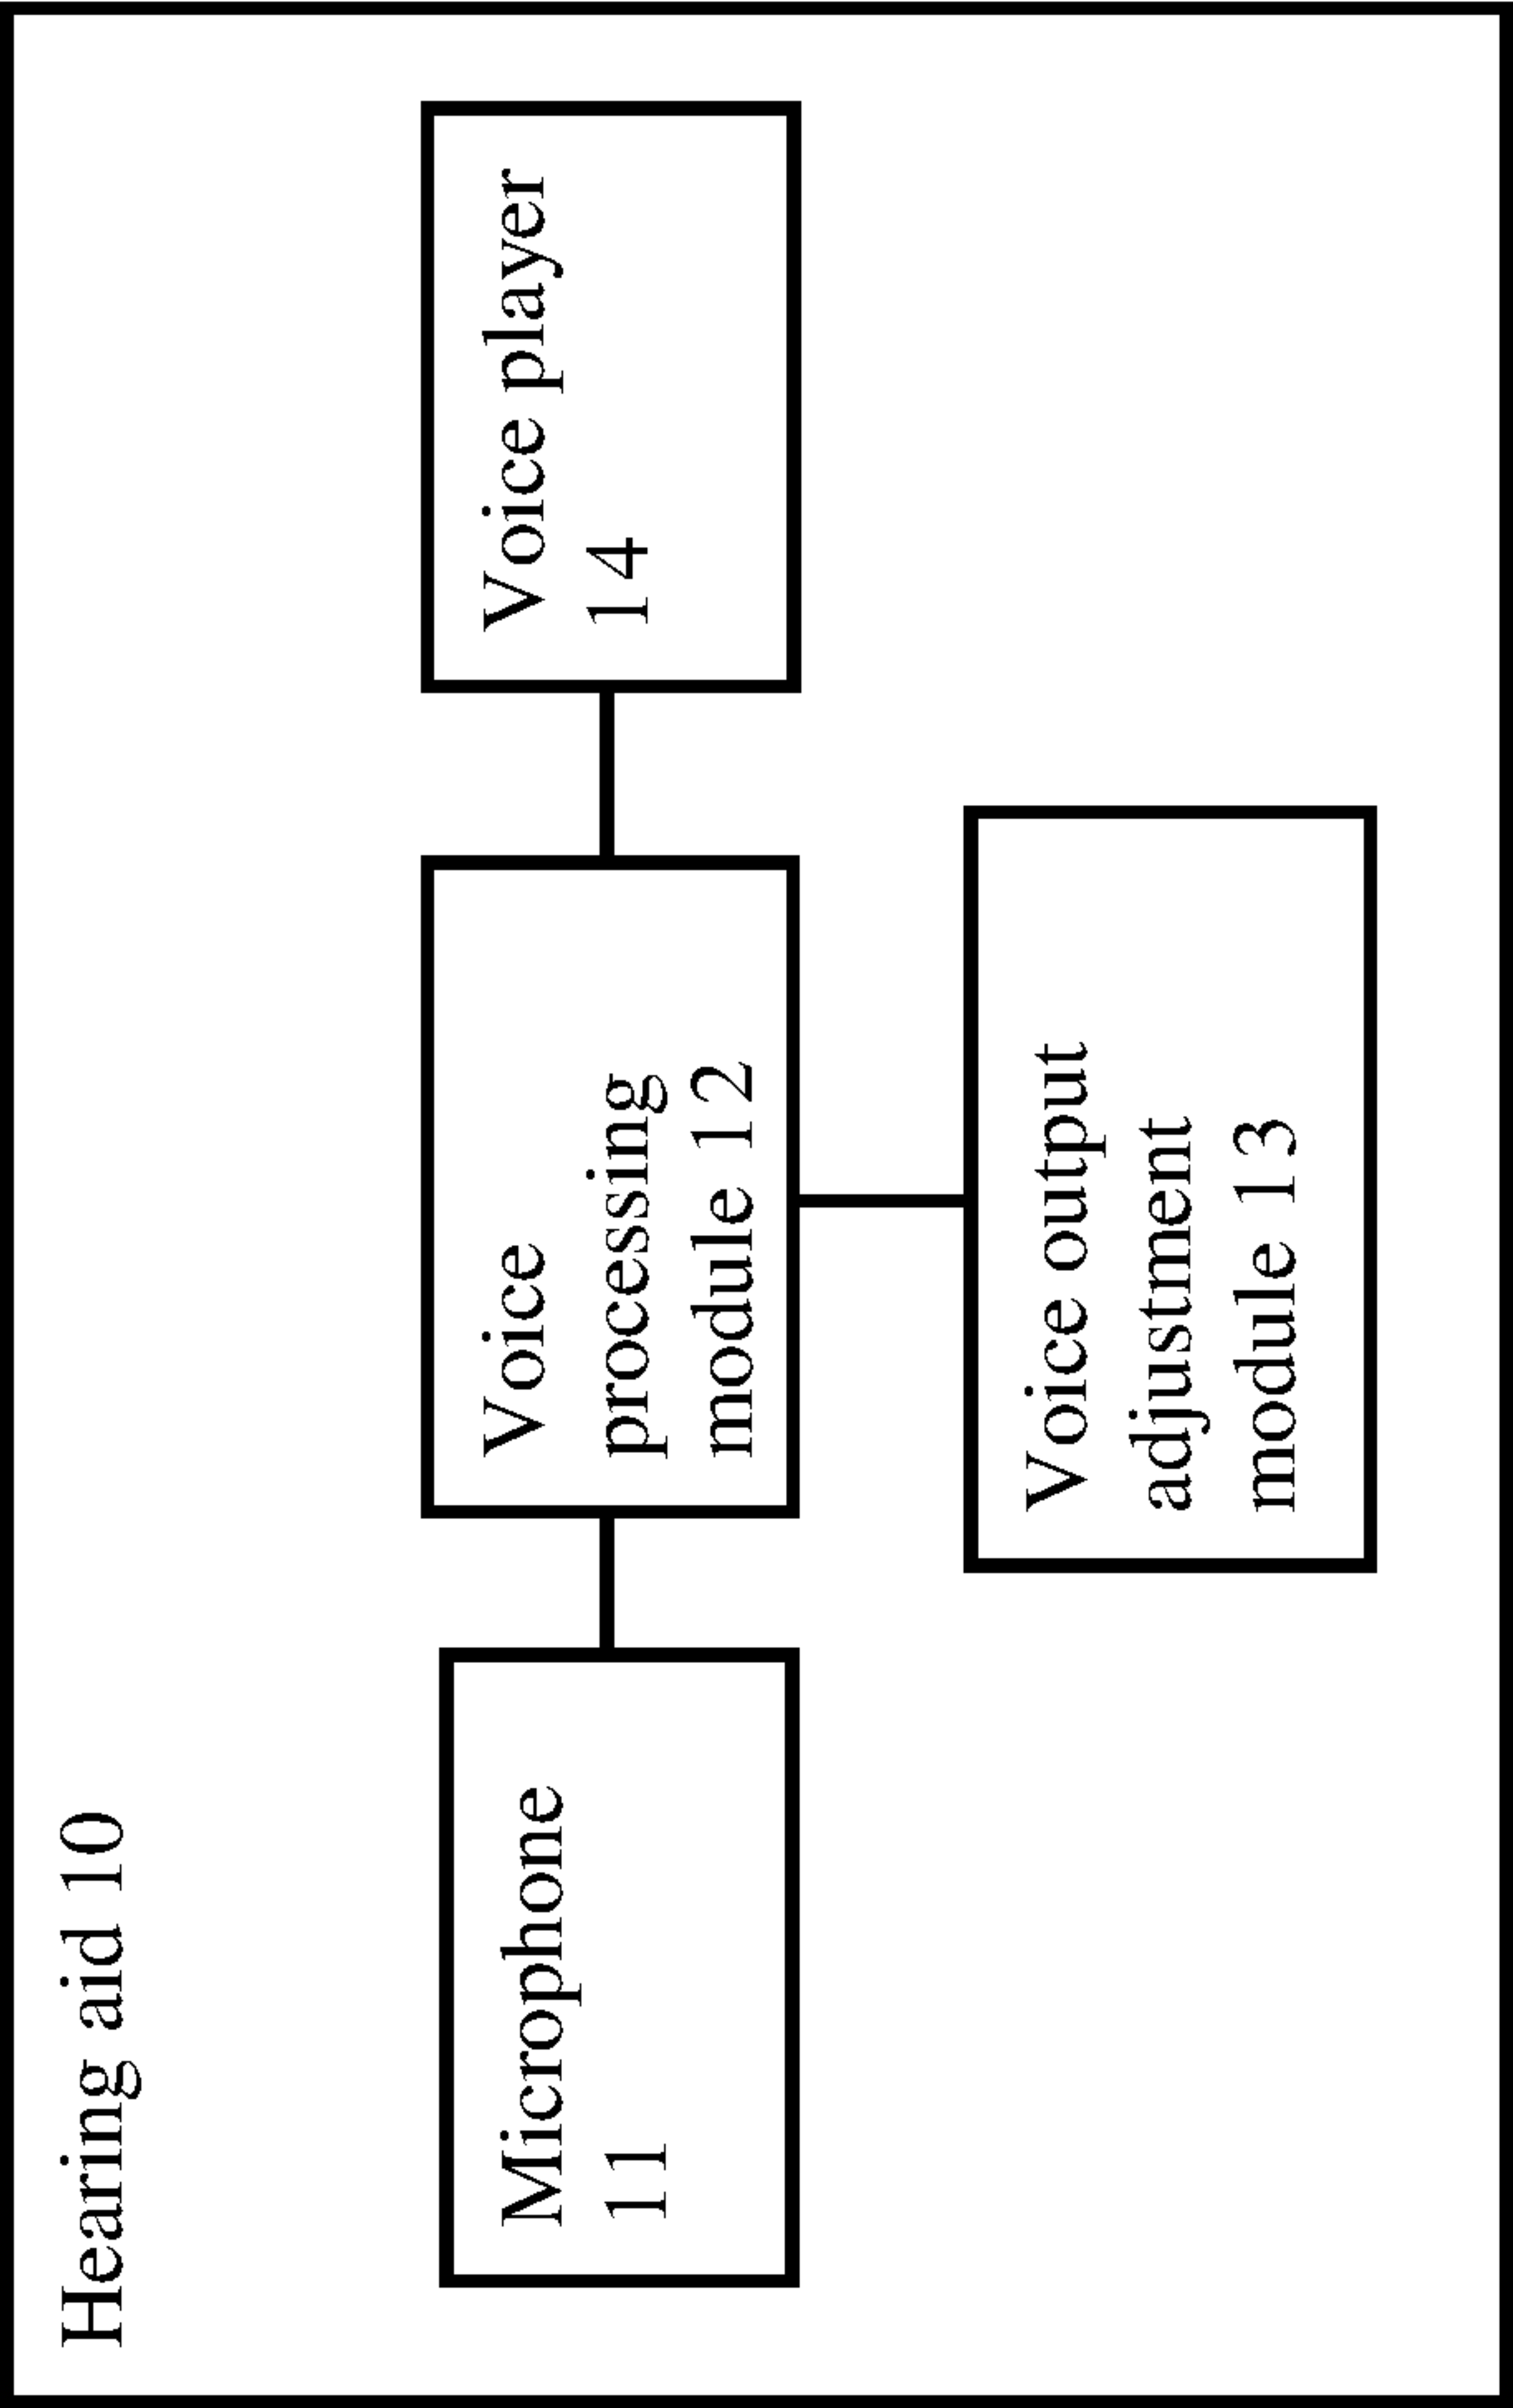 Hearing aid 10
Microphone
11
Voice
processing
module 12
Voice player
14
Voice output
adjustment
module 13